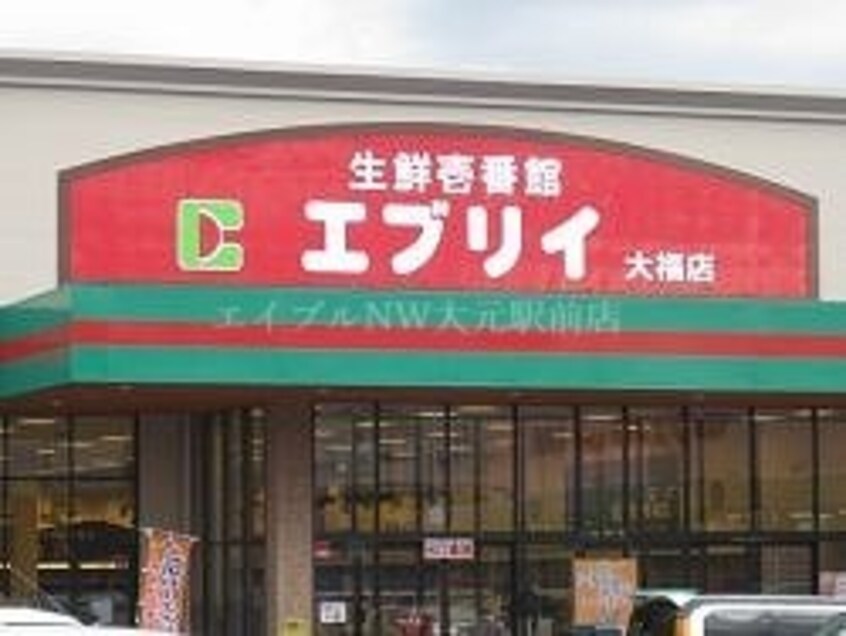 生鮮壱番館
エブリイ 大福店
エイブルNW大元駅前店